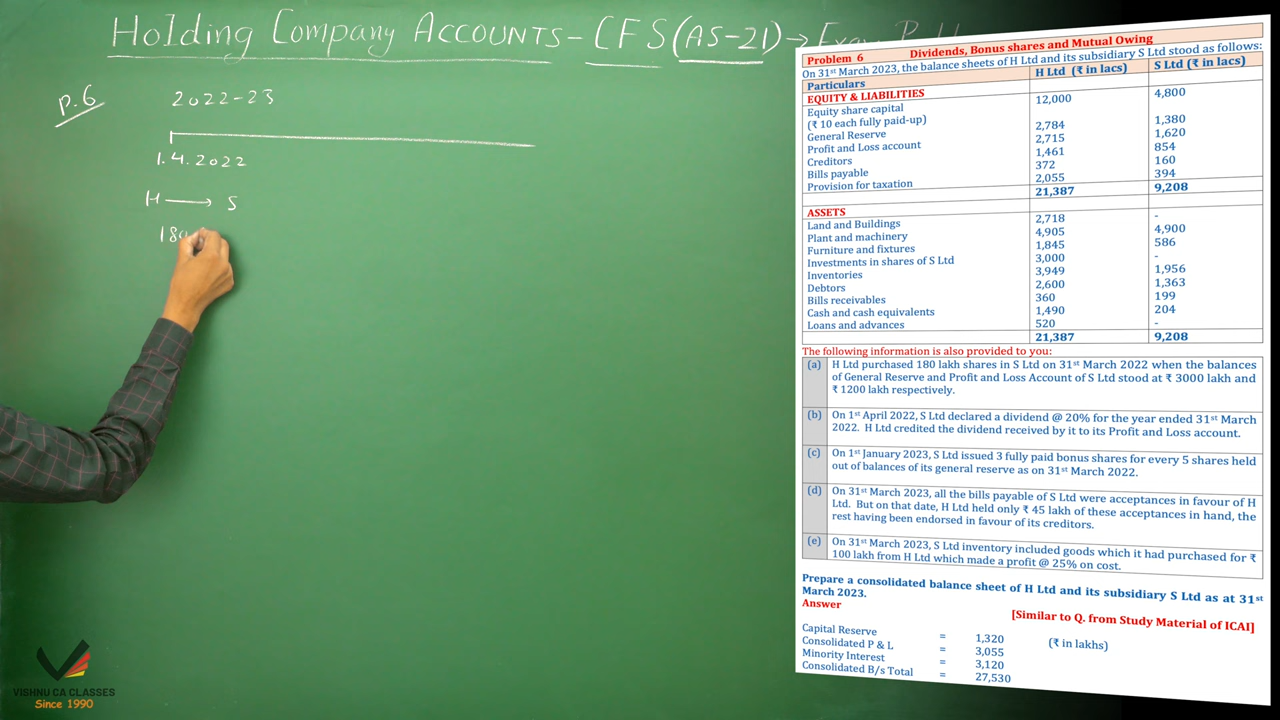 Holding Company Accounts – CFS (AS-21) →
P.6
2022-23
1.4.2022
H → S
180
Problem 6 Dividends, Bonus shares and Mutual Owing
On 31st March 2023, the balance sheets of H Ltd and its subsidiary S Ltd stood as follows:
Particulars H Ltd (₹ in lacs) S Ltd (₹ in lacs)
EQUITY & LIABILITIES
Equity share capital 12,000 4,800
(₹ 10 each fully paid-up)
General Reserve 2,784 1,380
Profit and Loss account 2,715 1,620
Creditors 1,461 854
Bills payable 372 160
Provision for taxation 2,055 394
21,387 9,208
ASSETS
Land and Buildings 2,718 -
Plant and machinery 4,905 4,900
Furniture and fixtures 1,845 586
Investments in shares of S Ltd 3,000 -
Inventories 3,949 1,956
Debtors 2,600 1,363
Bills receivables 360 199
Cash and cash equivalents 1,490 204
Loans and advances 520 -
21,387 9,208
The following information is also provided to you:
(a) H Ltd purchased 180 lakh shares in S Ltd on 31st March 2022 when the balances
of General Reserve and Profit and Loss Account of S Ltd stood at ₹ 3000 lakh and
₹ 1200 lakh respectively.
(b) On 1st April 2022, S Ltd declared a dividend @ 20% for the year ended 31st March
2022. H Ltd credited the dividend received by it to its Profit and Loss account.
(c) On 1st January 2023, S Ltd issued 3 fully paid bonus shares for every 5 shares held
out of balances of its general reserve as on 31st March 2022.
(d) On 31st March 2023, all the bills payable of S Ltd were acceptances in favour of H
Ltd. But on that date, H Ltd held only ₹ 45 lakh of these acceptances in hand, the
rest having been endorsed in favour of its creditors.
(e) On 31st March 2023, S Ltd inventory included goods which it had purchased for ₹
100 lakh from H Ltd which made a profit @ 25% on cost.
Prepare a consolidated balance sheet of H Ltd and its subsidiary S Ltd as at 31st
March 2023.
Answer [Similar to Q. from Study Material of ICAI]
Capital Reserve = 1,320 (₹ in lakhs)
Consolidated P & L = 3,055
Minority Interest = 3,120
Consolidated B/s Total = 27,530
VISHNU CA CLASSES
Since 1990